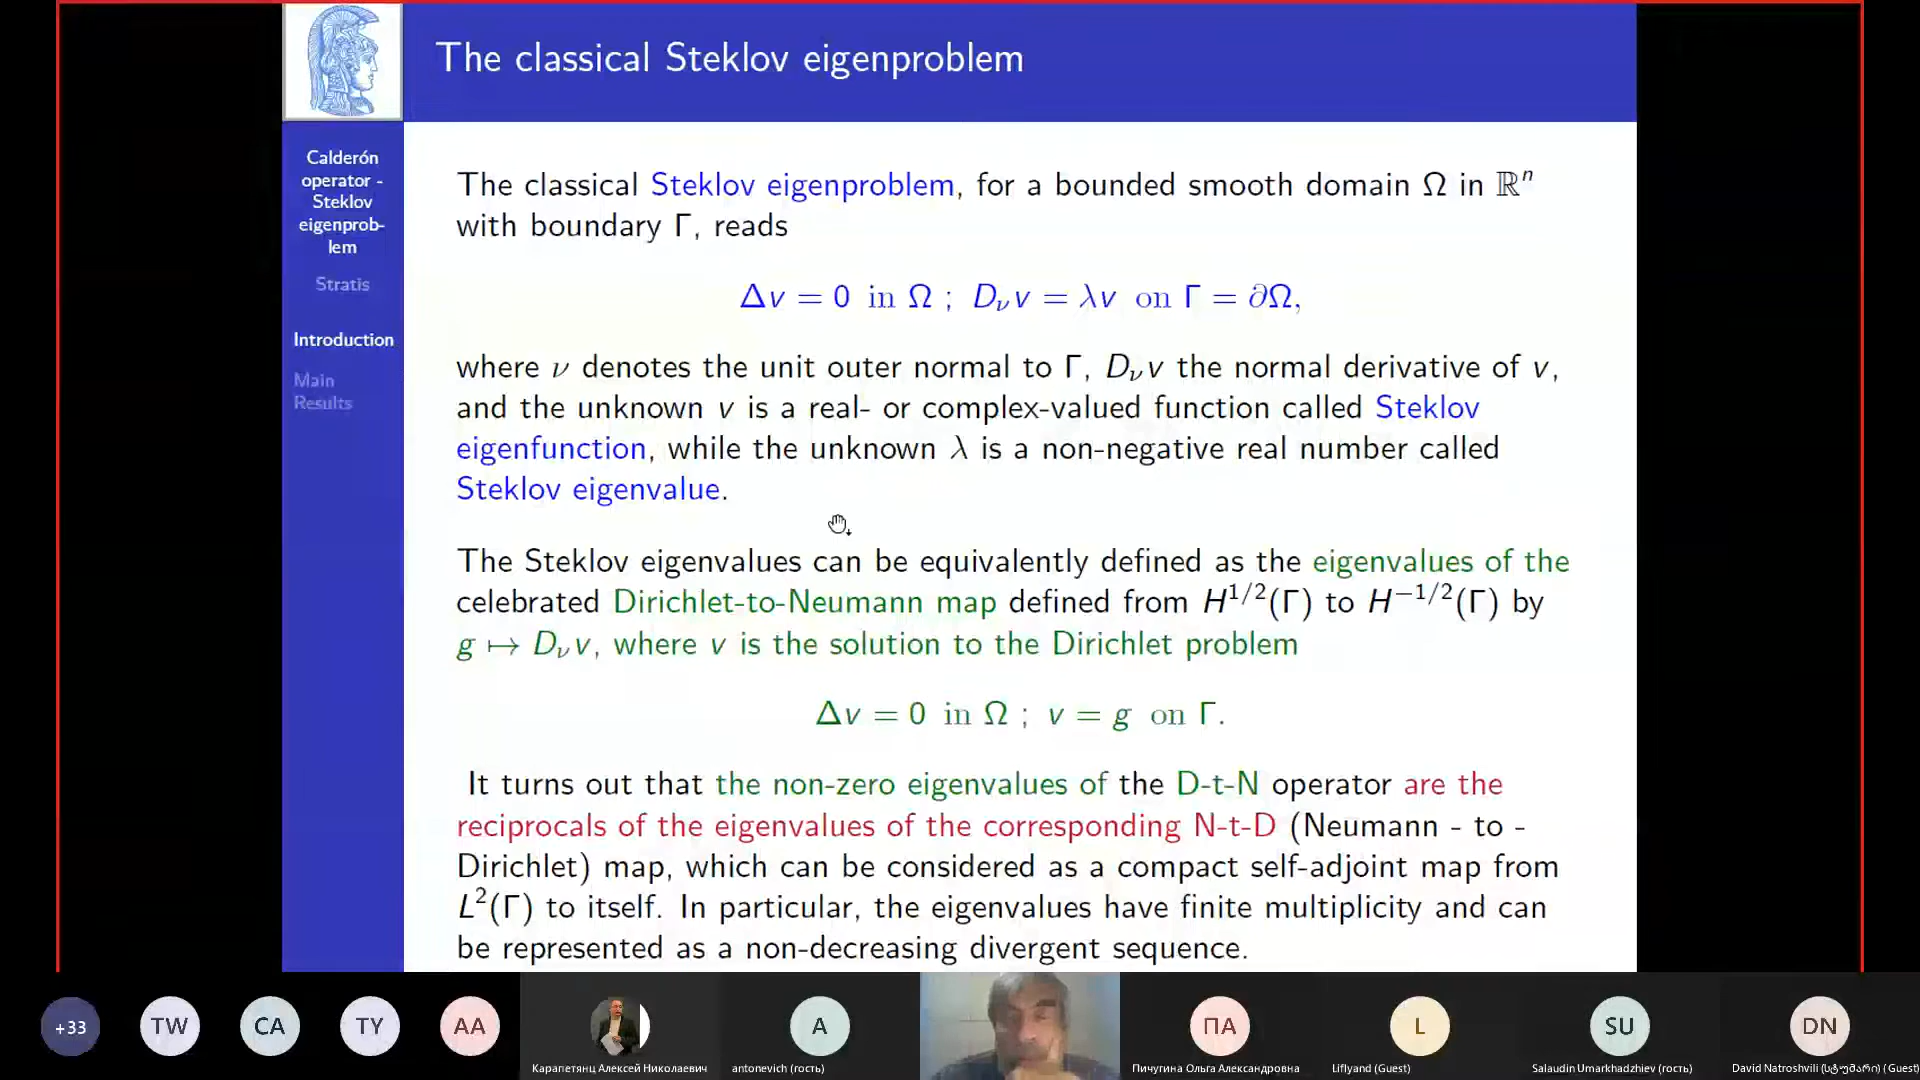 The classical Steklov eigenproblem
Calderón
operator -
Steklov
eigenprob-
lem
Stratis
Introduction
Main
Results
The classical Steklov eigenproblem, for a bounded smooth domain Ω in ℝⁿ
with boundary Γ, reads
Δv = 0 in Ω ; D_ν v = λv on Γ = ∂Ω,
where ν denotes the unit outer normal to Γ, D_ν v the normal derivative of v,
and the unknown v is a real- or complex-valued function called Steklov
eigenfunction, while the unknown λ is a non-negative real number called
Steklov eigenvalue.
The Steklov eigenvalues can be equivalently defined as the eigenvalues of the
celebrated Dirichlet-to-Neumann map defined from H^{1/2}(Γ) to H^{−1/2}(Γ) by
g ↦ D_ν v, where v is the solution to the Dirichlet problem
Δv = 0 in Ω ; v = g on Γ.
It turns out that the non-zero eigenvalues of the D-t-N operator are the
reciprocals of the eigenvalues of the corresponding N-t-D (Neumann - to -
Dirichlet) map, which can be considered as a compact self-adjoint map from
L²(Γ) to itself. In particular, the eigenvalues have finite multiplicity and can
be represented as a non-decreasing divergent sequence.
+33
TW
CA
TY
AA
Карапетянц Алексей Николаевич
A
antonevich (гость)
ПА
Пичугина Ольга Александровна
L
Liflyand (Guest)
SU
Salaudin Umarkhadzhiev (гость)
DN
David Natroshvili (სტუმარი) (Guest)